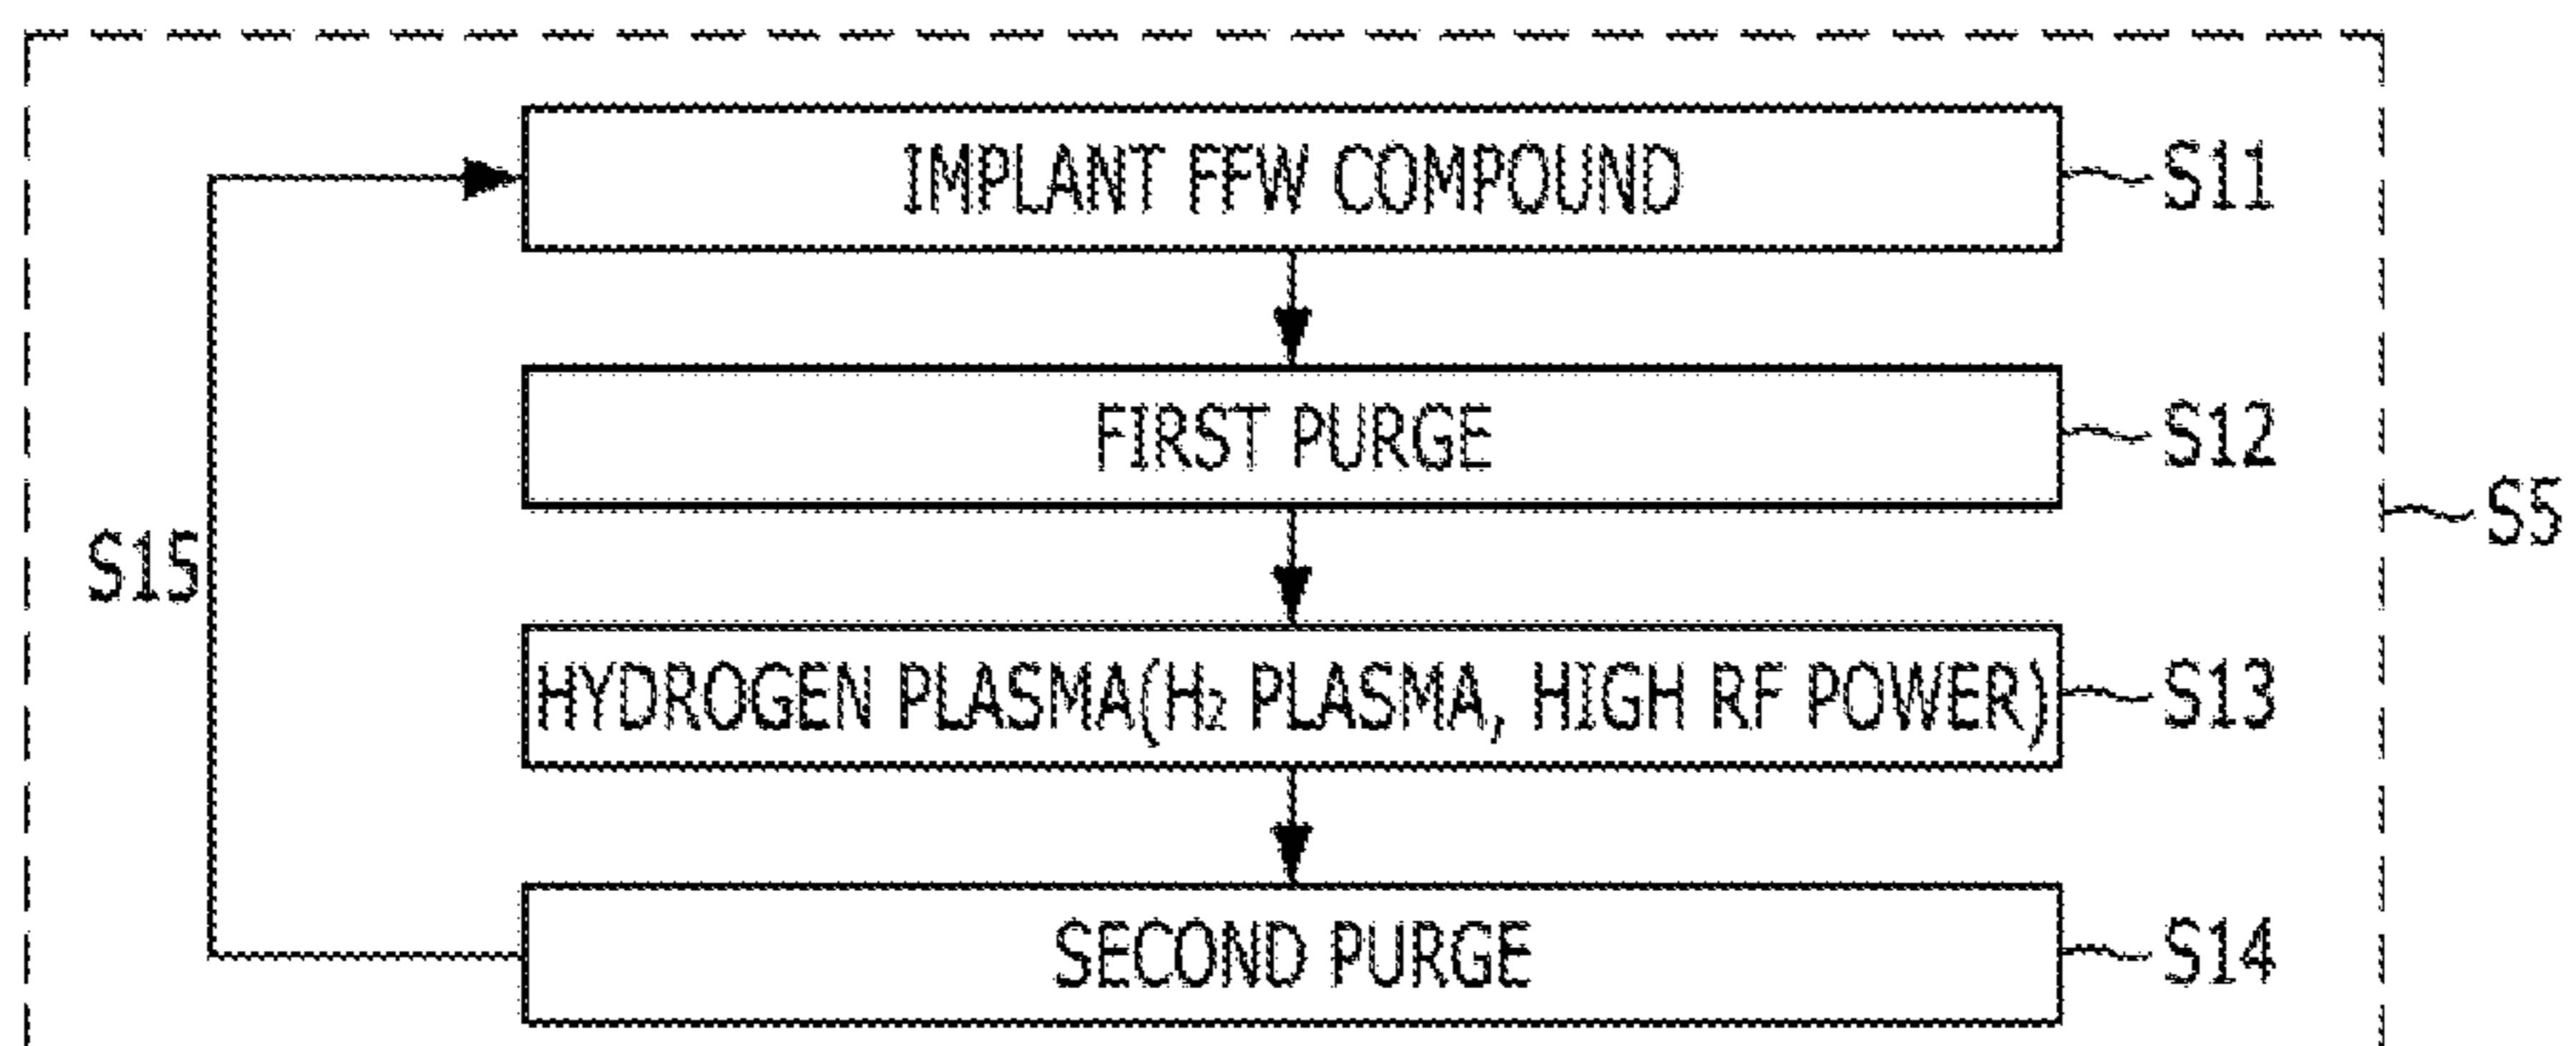 IMPLANT FFW COMPOUND S11
FIRST PURGE S12
S5
S15
HYDROGEN PLASMA(H₂ PLASMA, HIGH RF POWER) S13
SECOND PURGE S14